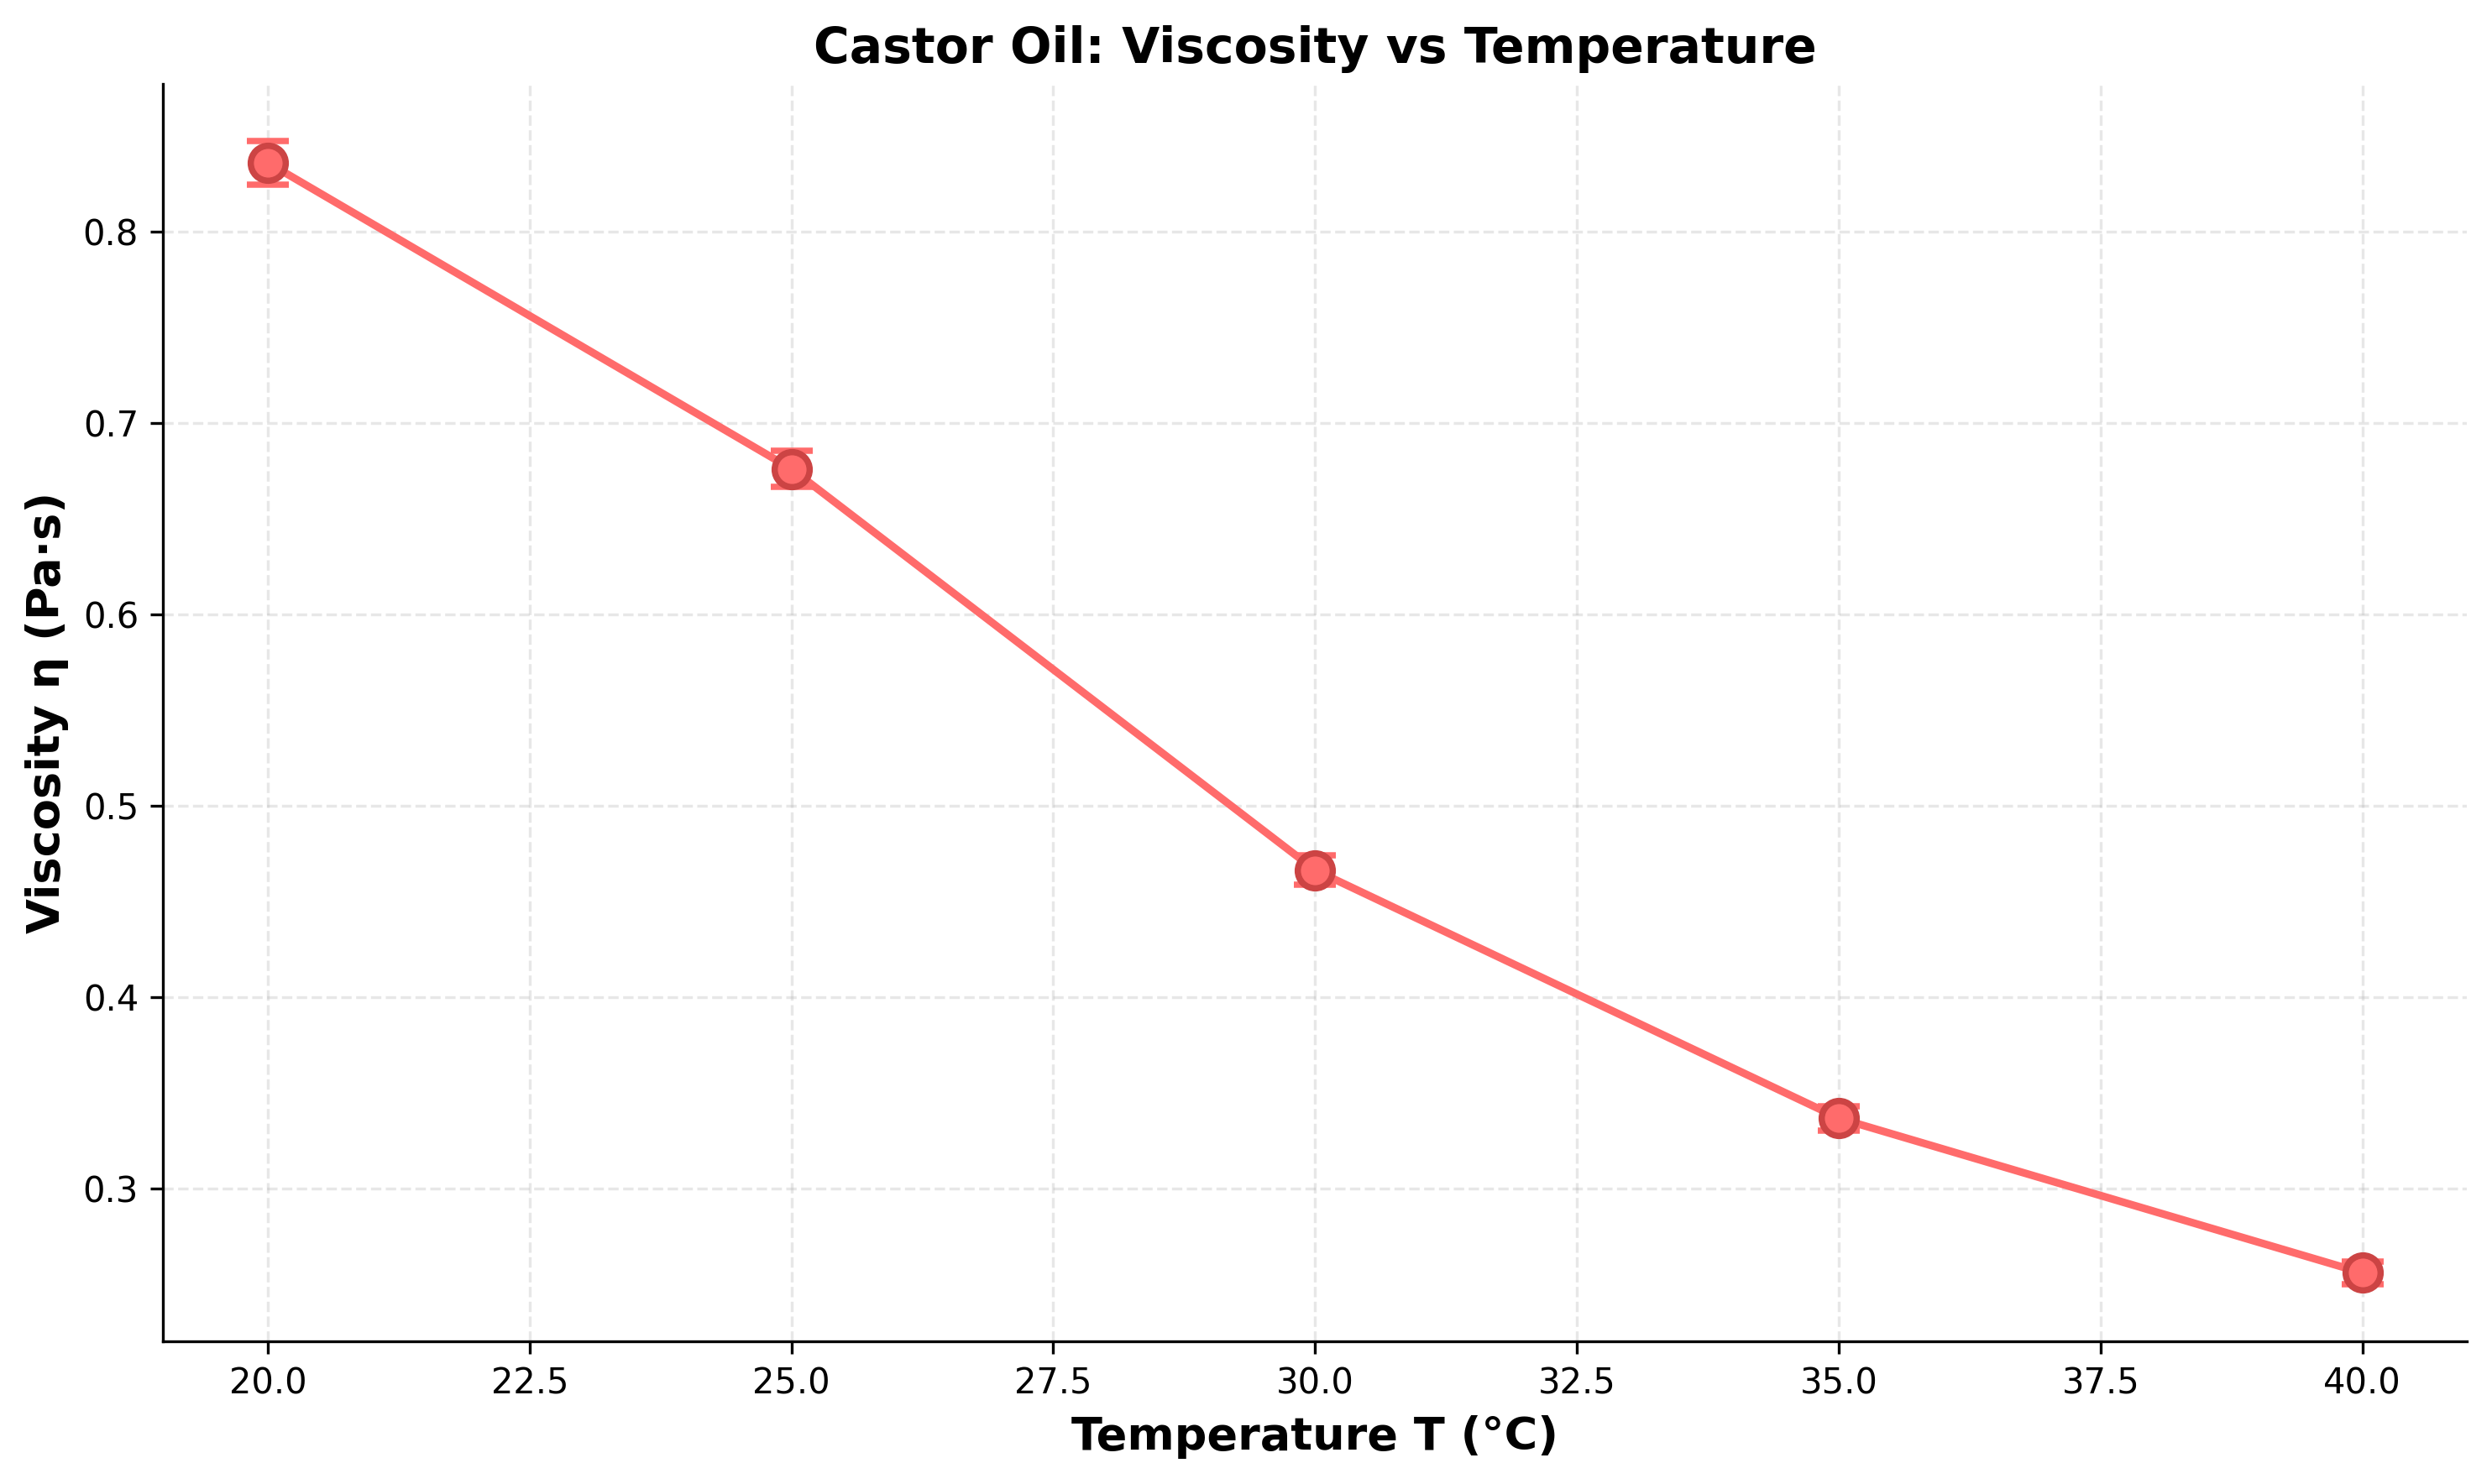 Castor Oil: Viscosity vs Temperature
Viscosity η (Pa·s)
0.8
0.7
0.6
0.5
0.4
0.3
20.0 22.5 25.0 27.5 30.0 32.5 35.0 37.5 40.0
Temperature T (°C)